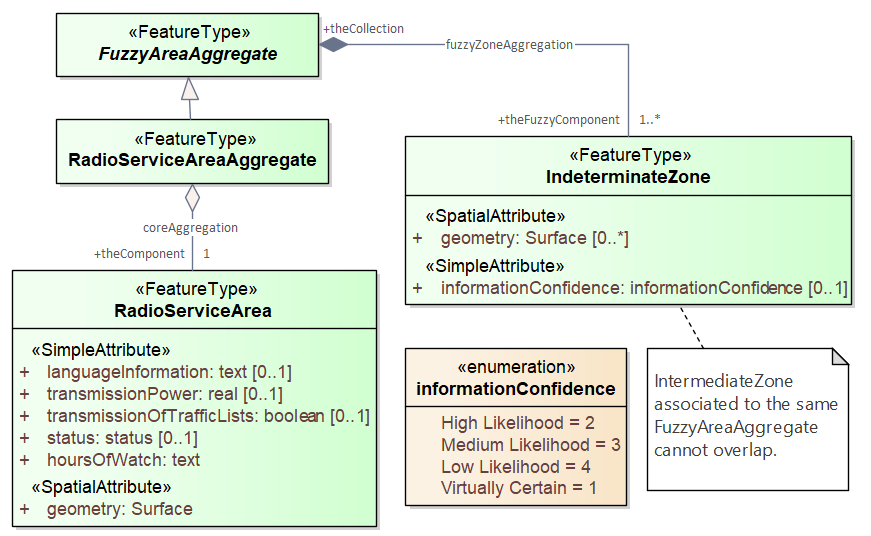 «FeatureType»
FuzzyAreaAggregate
+theCollection
fuzzyZoneAggregation
+theFuzzyComponent
1..*
«FeatureType»
RadioServiceAreaAggregate
coreAggregation
+theComponent
1
«FeatureType»
IndeterminateZone
«SpatialAttribute»
+ geometry: Surface [0..*]
«SimpleAttribute»
+ informationConfidence: informationConfidence [0..1]
«FeatureType»
RadioServiceArea
«SimpleAttribute»
+ languageInformation: text [0..1]
+ transmissionPower: real [0..1]
+ transmissionOfTrafficLists: boolean [0..1]
+ status: status [0..1]
+ hoursOfWatch: text
«SpatialAttribute»
+ geometry: Surface
«enumeration»
informationConfidence
High Likelihood = 2
Medium Likelihood = 3
Low Likelihood = 4
Virtually Certain = 1
IntermediateZone
associated to the same
FuzzyAreaAggregate
cannot overlap.